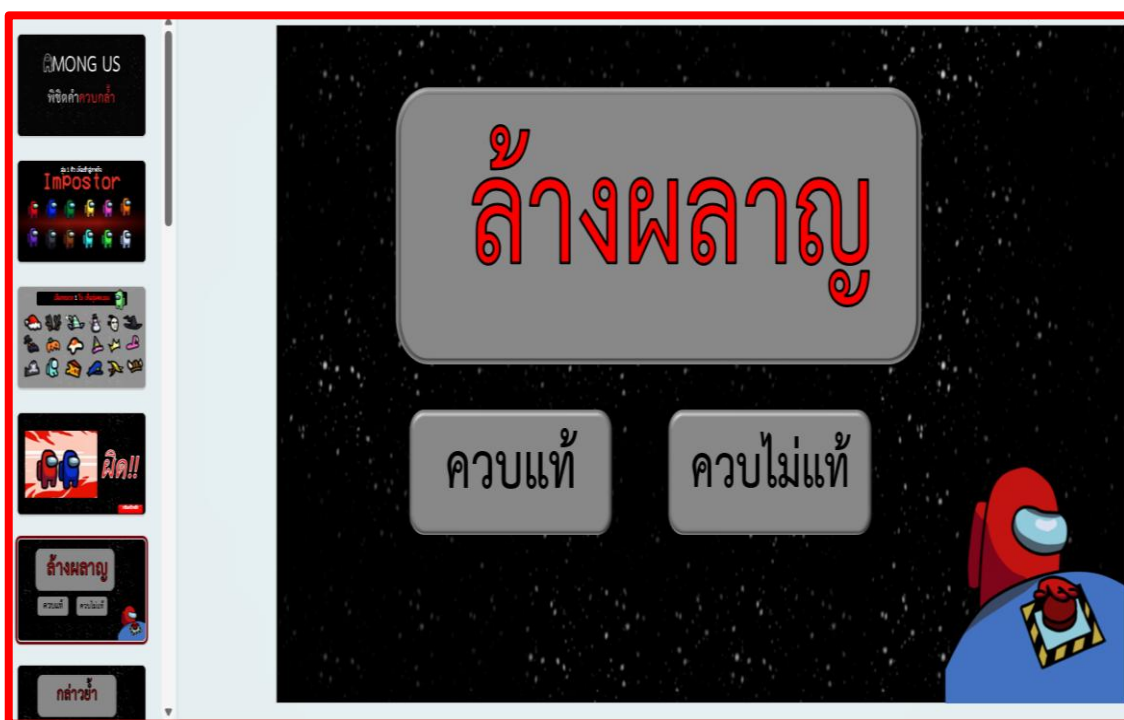 AMONG US
พิชิตคำควบกล้ำ
Impostor
ผิด!!
ล้างผลาญ
ควบแท้ ควบไม่แท้
กล่าวย้ำ
ล้างผลาญ
ควบแท้ ควบไม่แท้